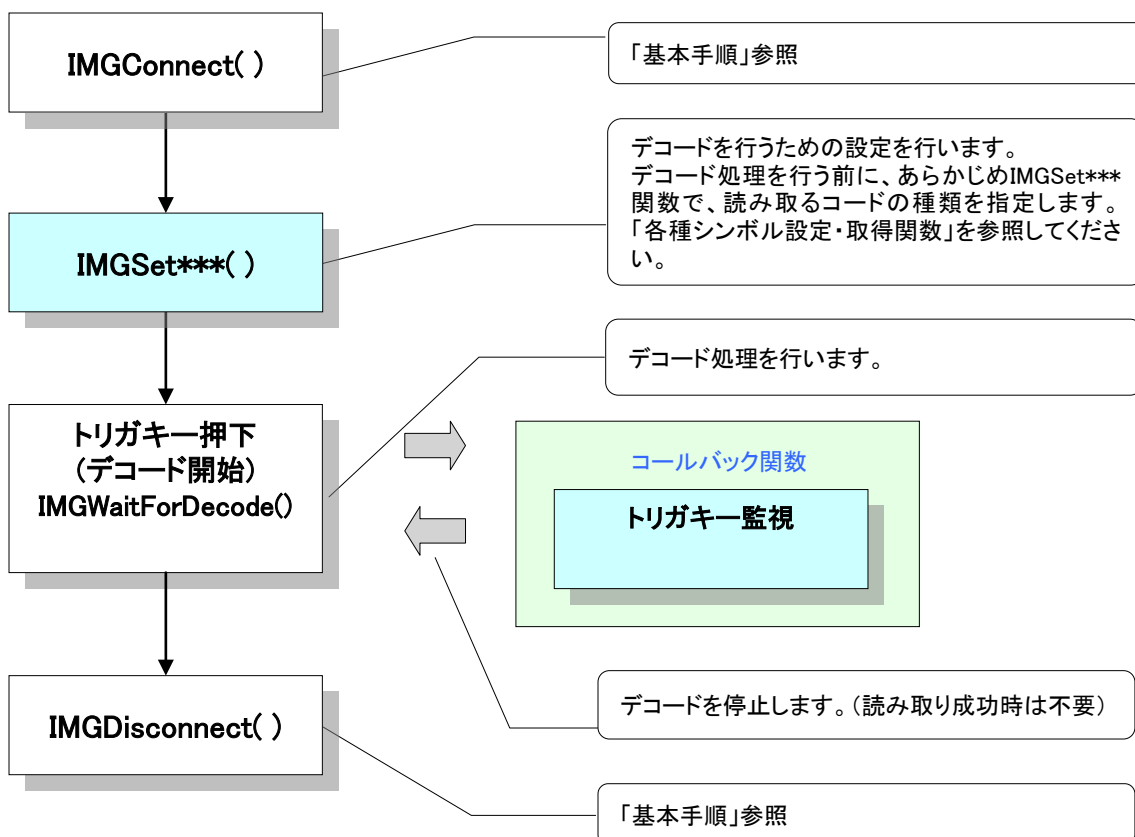 IMGConnect( )
「基本手順」参照
デコードを行うための設定を行います。
デコード処理を行う前に、あらかじめIMGSet***
関数で、読み取るコードの種類を指定します。
「各種シンボル設定・取得関数」を参照してくださ
い。
IMGSet***( )
デコード処理を行います。
トリガキー押下
(デコード開始)
IMGWaitForDecode()
コールバック関数
トリガキー監視
デコードを停止します。(読み取り成功時は不要)
IMGDisconnect( )
「基本手順」参照